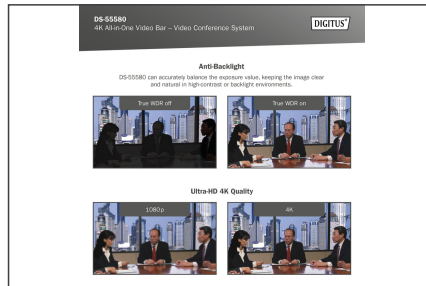 DS-55580
4K All-in-One Video Bar – Video Conference System
DIGITUS®
Anti-Backlight
DS-55580 can accurately balance the exposure value, keeping the image clear
and natural in high-contrast or backlight environments.
True WDR off
True WDR on
Ultra-HD 4K Quality
1080p
4K